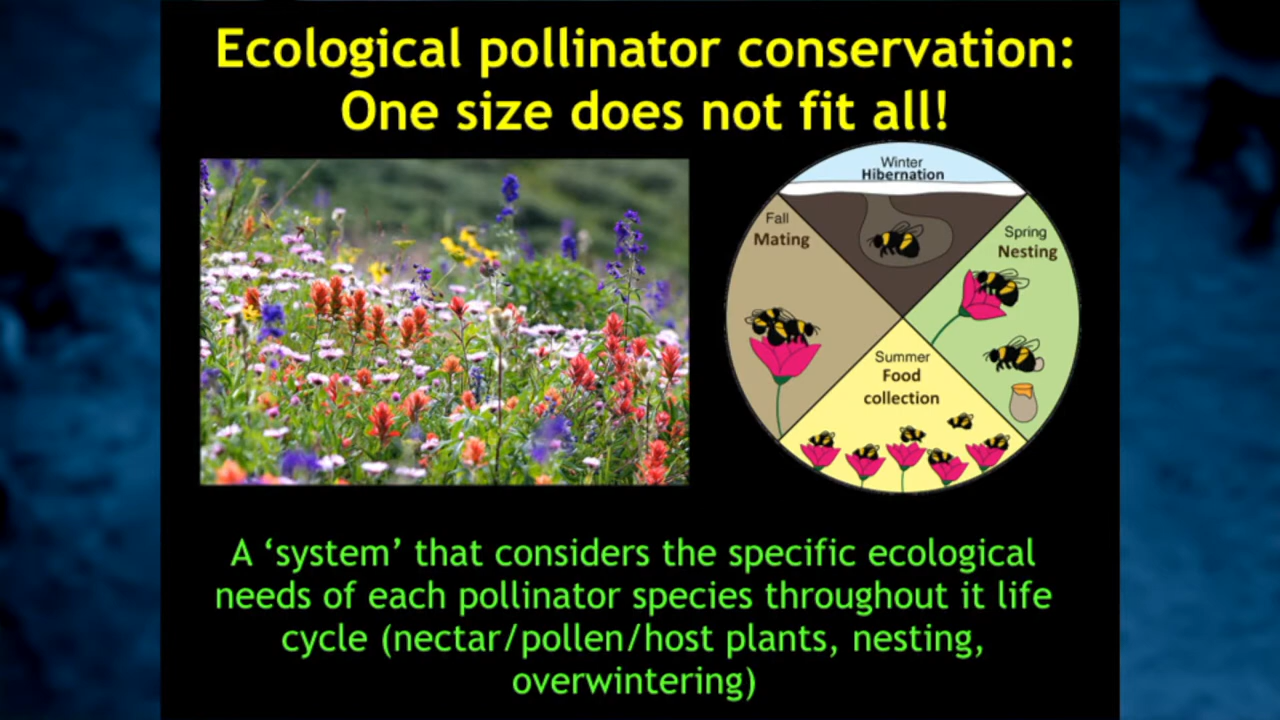 Ecological pollinator conservation:
One size does not fit all!
Winter
Hibernation
Fall
Mating
Spring
Nesting
Summer
Food
collection
A ‘system’ that considers the specific ecological
needs of each pollinator species throughout it life
cycle (nectar/pollen/host plants, nesting,
overwintering)